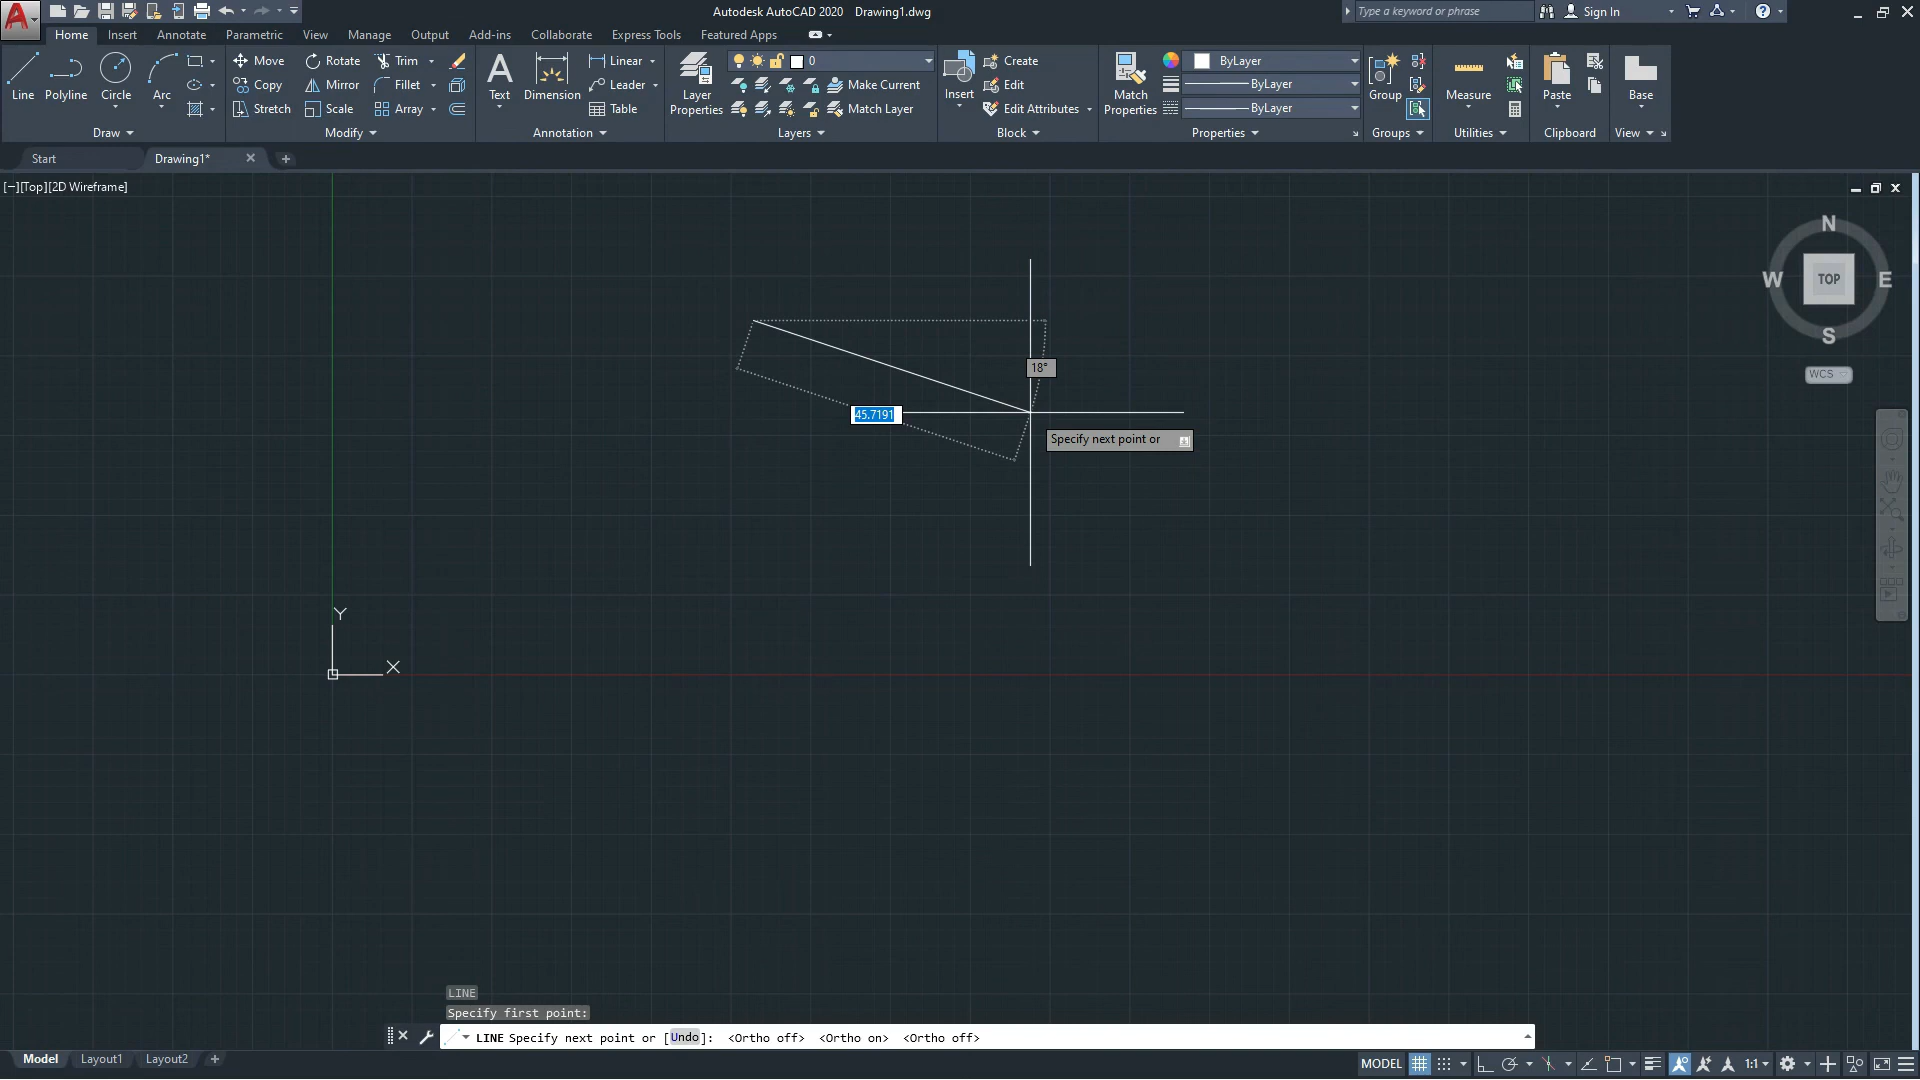 A Autodesk AutoCAD 2020 Drawing1.dwg Type a keyword or phrase Sign In
Home Insert Annotate Parametric View Manage Output Add-ins Collaborate Express Tools Featured Apps
Line Polyline Circle Arc
Draw
Move Rotate Trim
Copy Mirror Fillet
Stretch Scale Array
Modify
Text Dimension
Linear
Leader
Table
Annotation
Layer Properties
0
Make Current
Match Layer
Layers
Insert
Create
Edit
Edit Attributes
Block
Match Properties
ByLayer
ByLayer
ByLayer
Properties
Group
Groups
Measure
Utilities
Paste
Clipboard
Base
View
Start Drawing1*
[−][Top][2D Wireframe]
N
W TOP E
S
WCS
18°
45.7191
Specify next point or
Y
X
LINE
Specify first point:
LINE Specify next point or [Undo]: <Ortho off> <Ortho on> <Ortho off>
Model Layout1 Layout2 MODEL 1:1